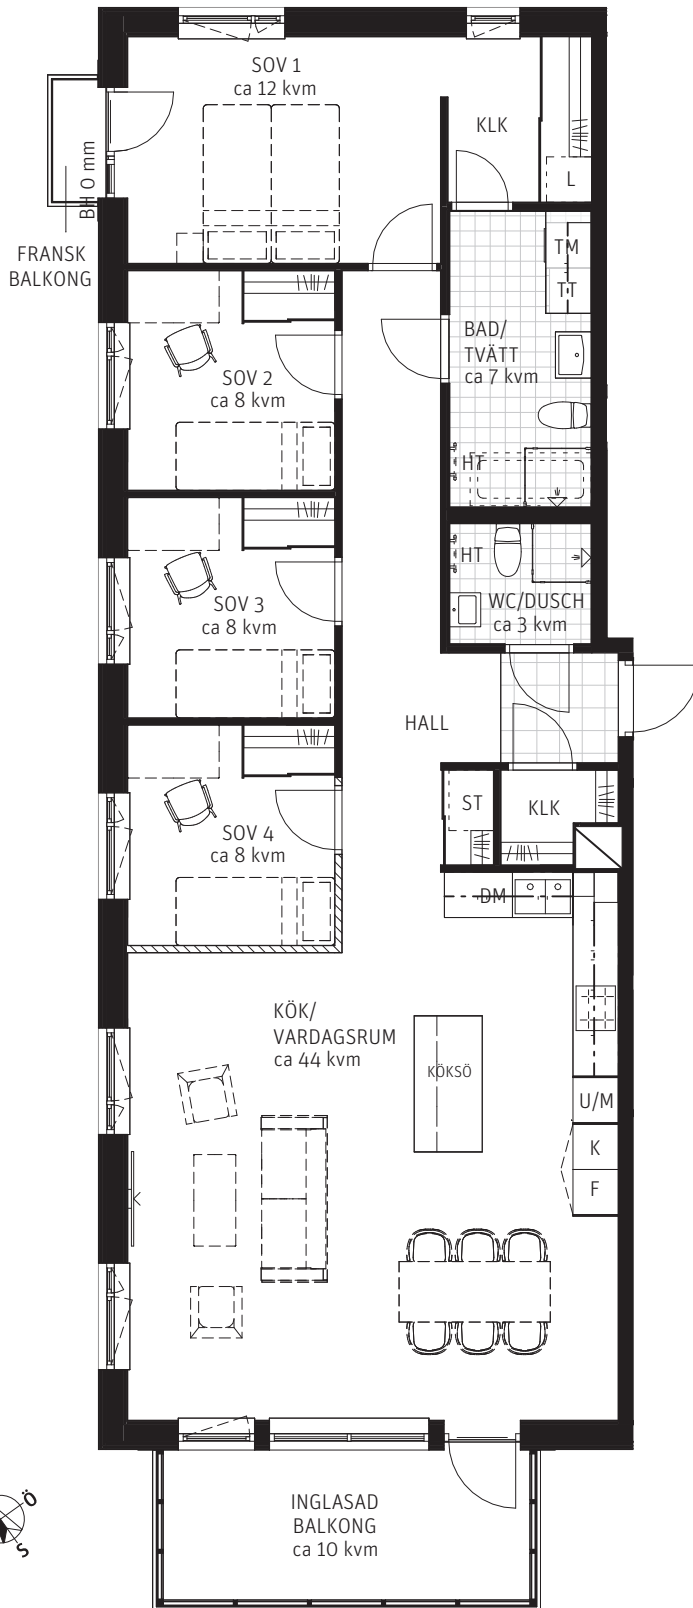 SOV 1
ca 12 kvm
KLK
L
BH 0 mm
FRANSK
BALKONG
TM
TT
BAD/
TVÄTT
ca 7 kvm
SOV 2
ca 8 kvm
HT
HT
WC/DUSCH
ca 3 kvm
SOV 3
ca 8 kvm
HALL
ST
KLK
SOV 4
ca 8 kvm
DM
KÖK/
VARDAGSRUM
ca 44 kvm
KÖKSÖ
U/M
K
F
INGLASAD
BALKONG
ca 10 kvm
Ö
S